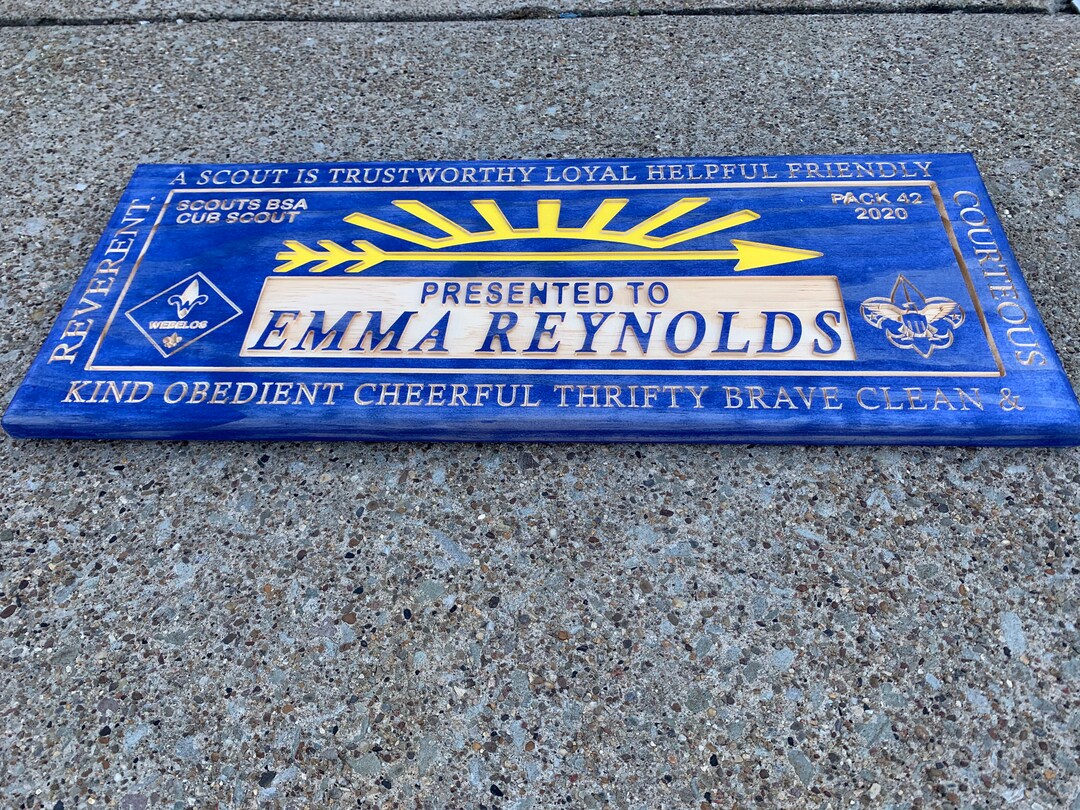 A SCOUT IS TRUSTWORTHY LOYAL HELPFUL FRIENDLY
COURTEOUS
KIND OBEDIENT CHEERFUL THRIFTY BRAVE CLEAN &
REVERENT.
SCOUTS BSA
CUB SCOUT
PACK 42
2020
PRESENTED TO
EMMA REYNOLDS
WEBELOS